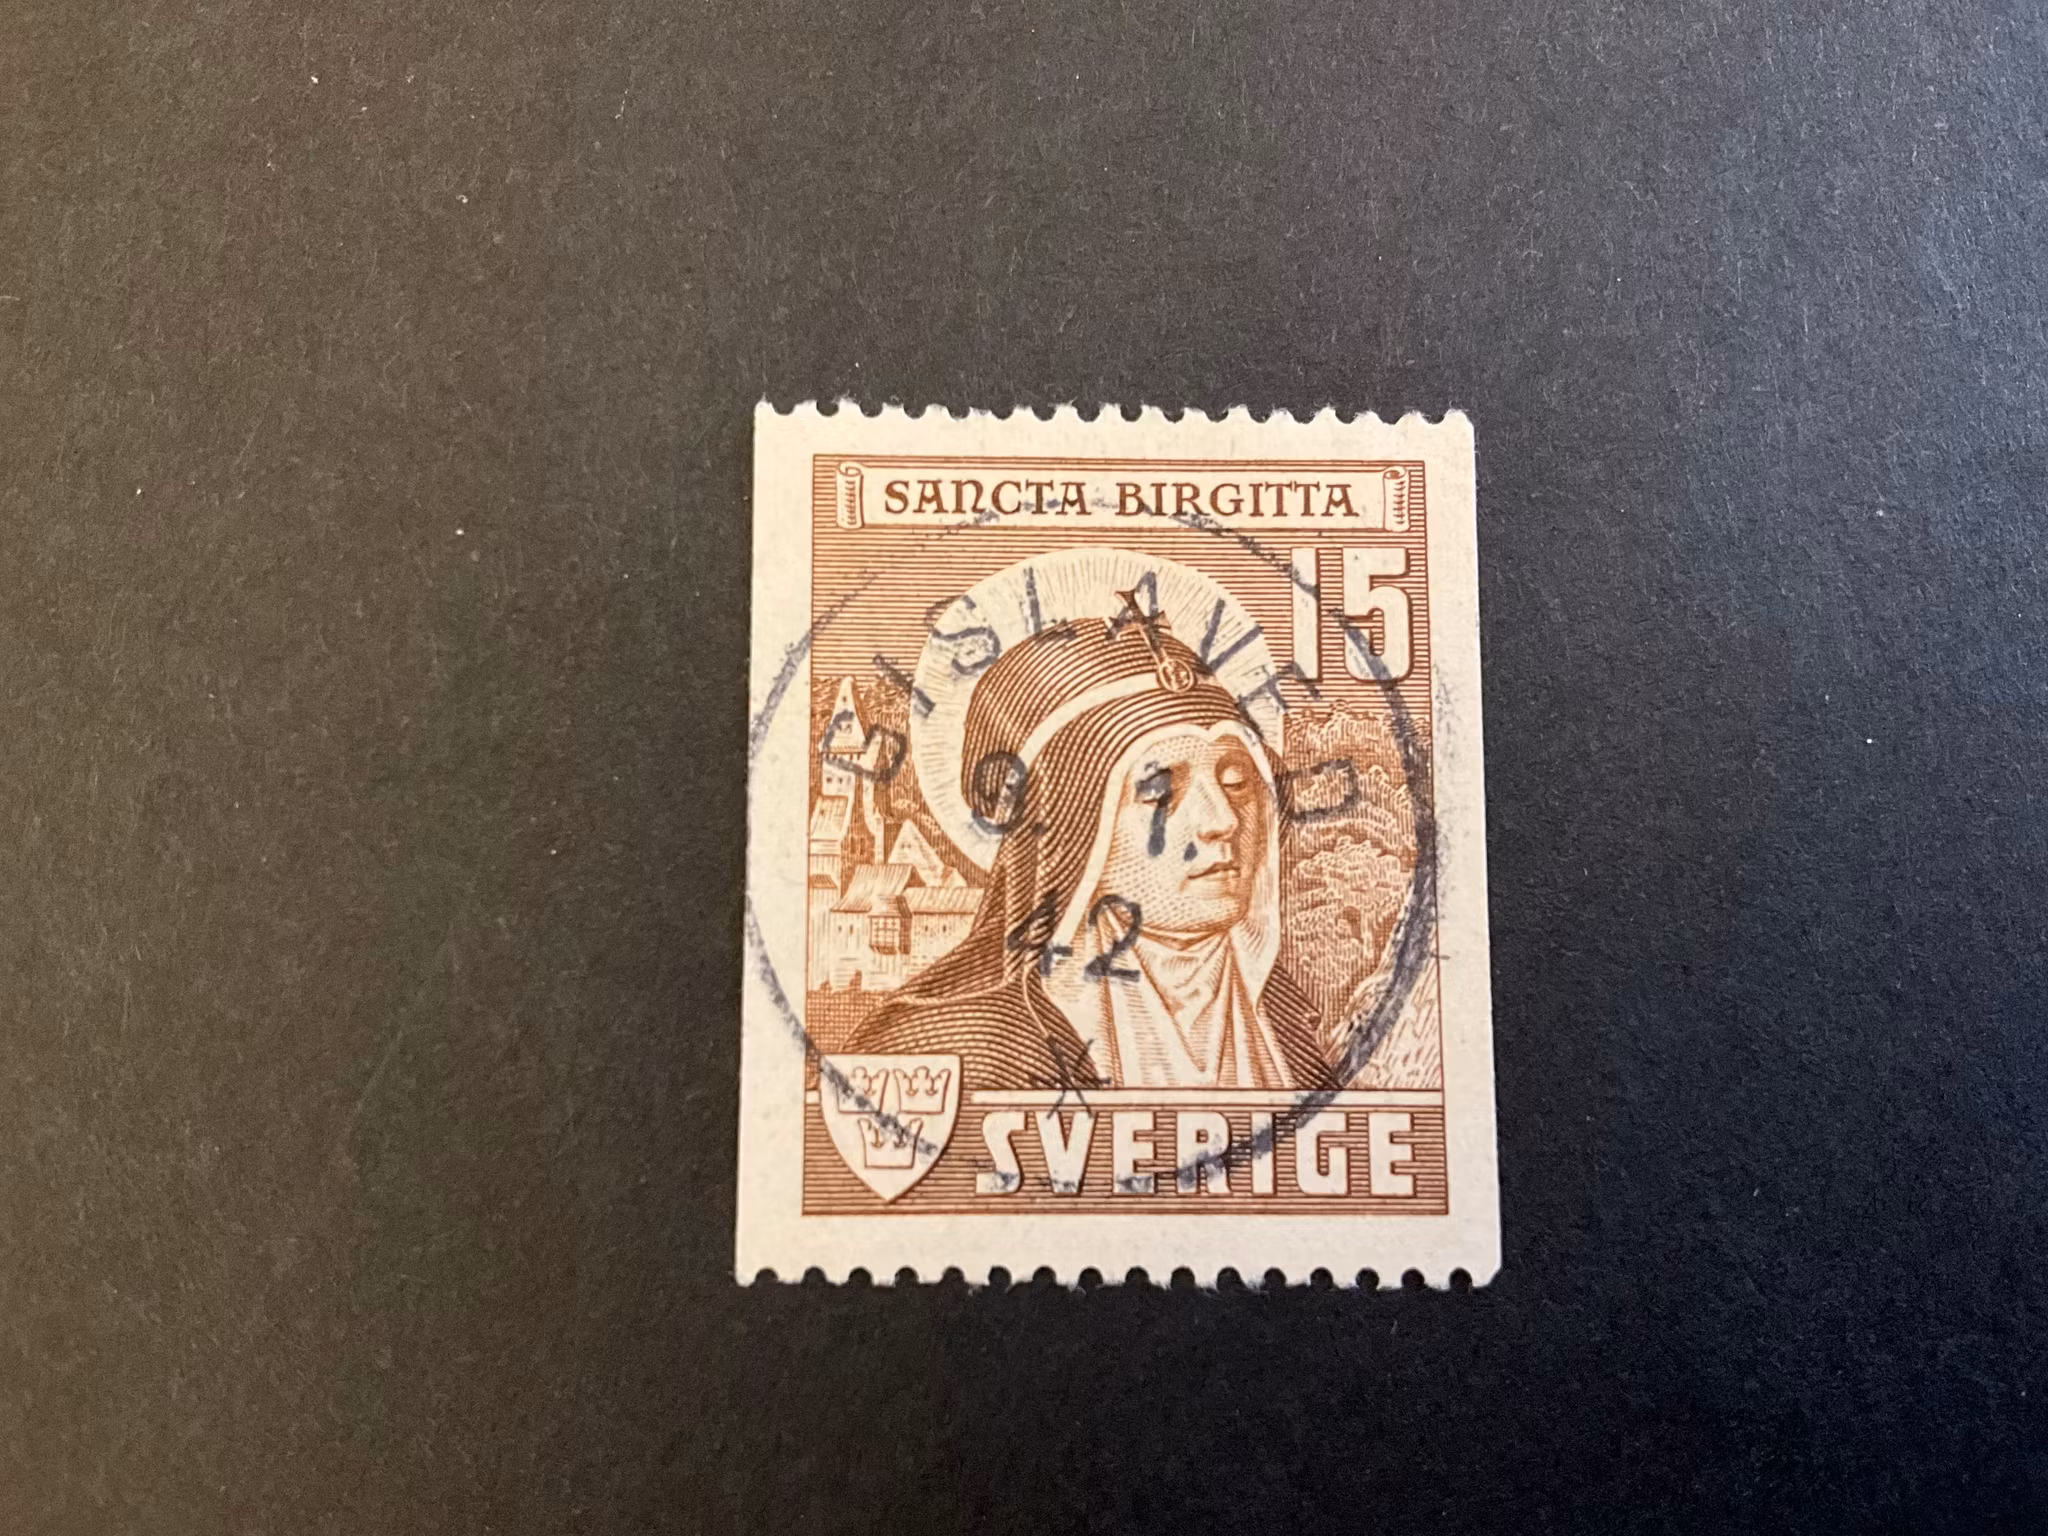 SANCTA BIRGITTA
15
GISLAVED
9. 1.
42
SVERIGE